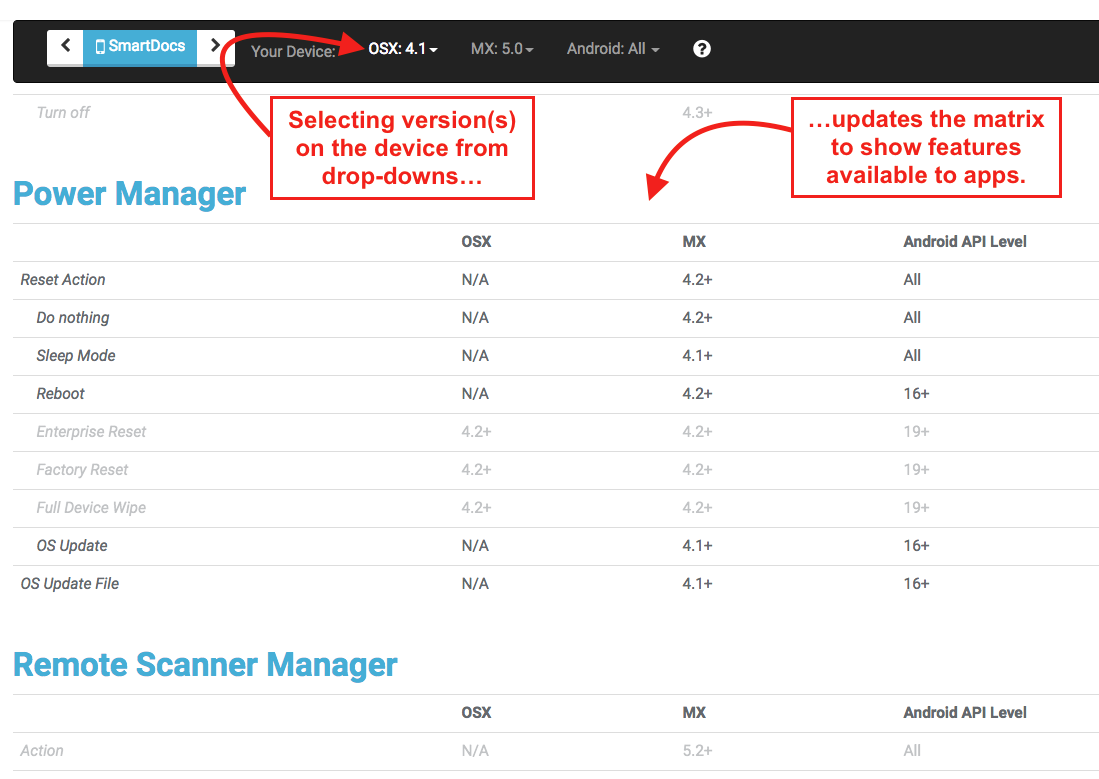 SmartDocs Your Device: OSX: 4.1 MX: 5.0 Android: All ?
Turn off 4.3+
Selecting version(s)
on the device from
drop-downs…
…updates the matrix
to show features
available to apps.
Power Manager
OSX MX Android API Level
Reset Action N/A 4.2+ All
Do nothing N/A 4.2+ All
Sleep Mode N/A 4.1+ All
Reboot N/A 4.2+ 16+
Enterprise Reset 4.2+ 4.2+ 19+
Factory Reset 4.2+ 4.2+ 19+
Full Device Wipe 4.2+ 4.2+ 19+
OS Update N/A 4.1+ 16+
OS Update File N/A 4.1+ 16+
Remote Scanner Manager
OSX MX Android API Level
Action N/A 5.2+ All